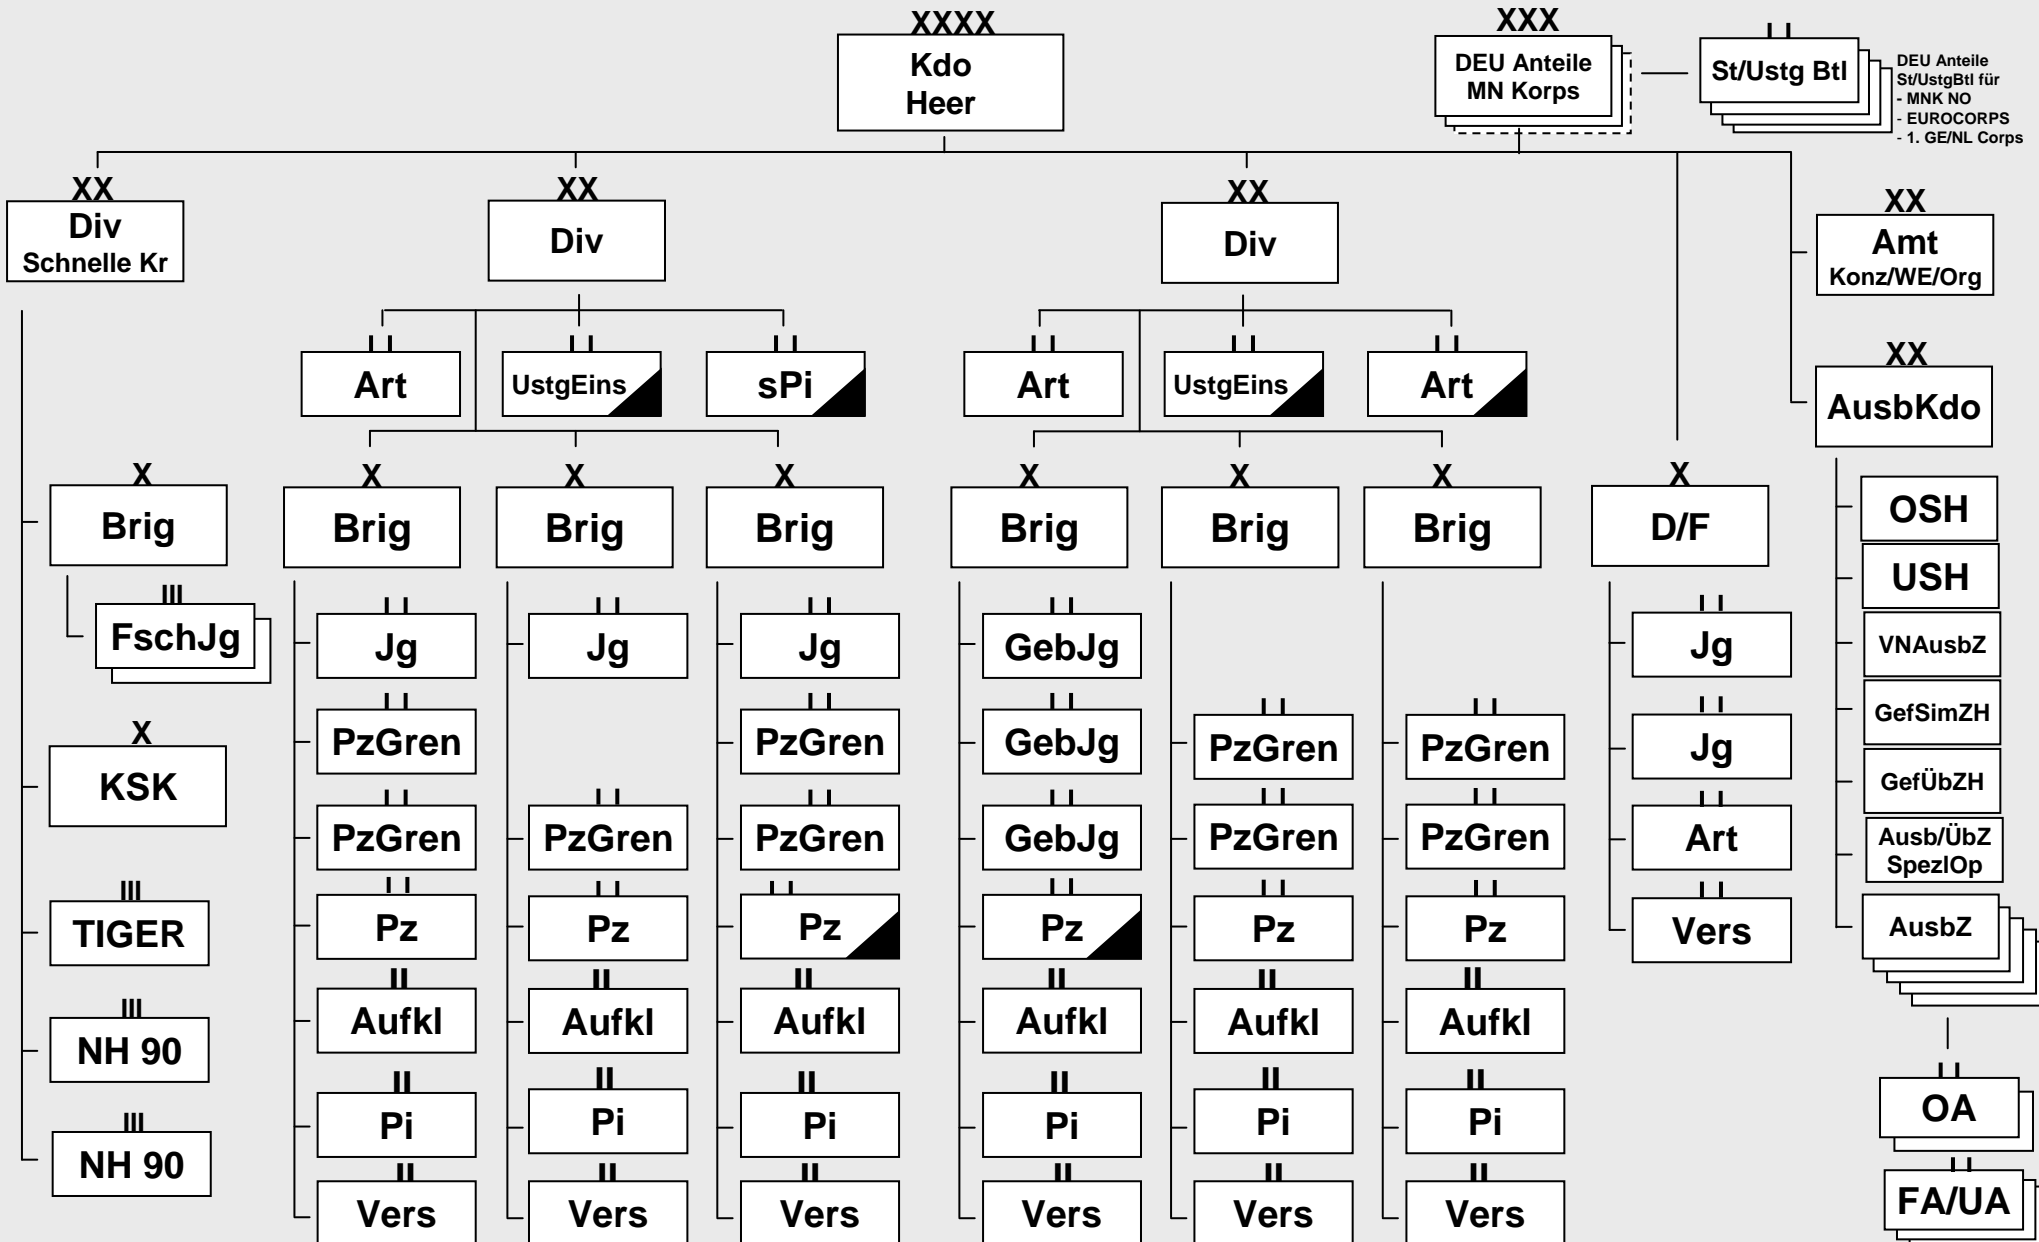 XXXX
Kdo
Heer
XXX
DEU Anteile
MN Korps
I I
St/Ustg Btl
DEU Anteile
St/UstgBtl für
- MNK NO
- EUROCORPS
- 1. GE/NL Corps
XX
Div
Schnelle Kr
XX
Div
XX
Div
XX
Amt
Konz/WE/Org
I I
Art
I I
UstgEins
I I
sPi
I I
Art
I I
UstgEins
I I
Art
XX
AusbKdo
X
Brig
X
Brig
X
Brig
X
Brig
X
Brig
X
Brig
X
Brig
X
D/F
III
FschJg
X
KSK
III
TIGER
III
NH 90
III
NH 90
I I
Jg
I I
PzGren
I I
PzGren
I I
Pz
II
Aufkl
II
Pi
II
Vers
I I
Jg
I I
PzGren
I I
Pz
II
Aufkl
II
Pi
II
Vers
I I
Jg
I I
PzGren
I I
PzGren
I I
Pz
II
Aufkl
II
Pi
II
Vers
I I
GebJg
I I
GebJg
I I
GebJg
I I
Pz
II
Aufkl
II
Pi
II
Vers
I I
PzGren
I I
PzGren
I I
Pz
II
Aufkl
II
Pi
II
Vers
I I
PzGren
I I
PzGren
I I
Pz
II
Aufkl
II
Pi
II
Vers
I I
Jg
I I
Jg
I I
Art
I I
Vers
OSH
USH
VNAusbZ
GefSimZH
GefÜbZH
Ausb/ÜbZ
SpezlOp
AusbZ
I I
OA
I I
FA/UA